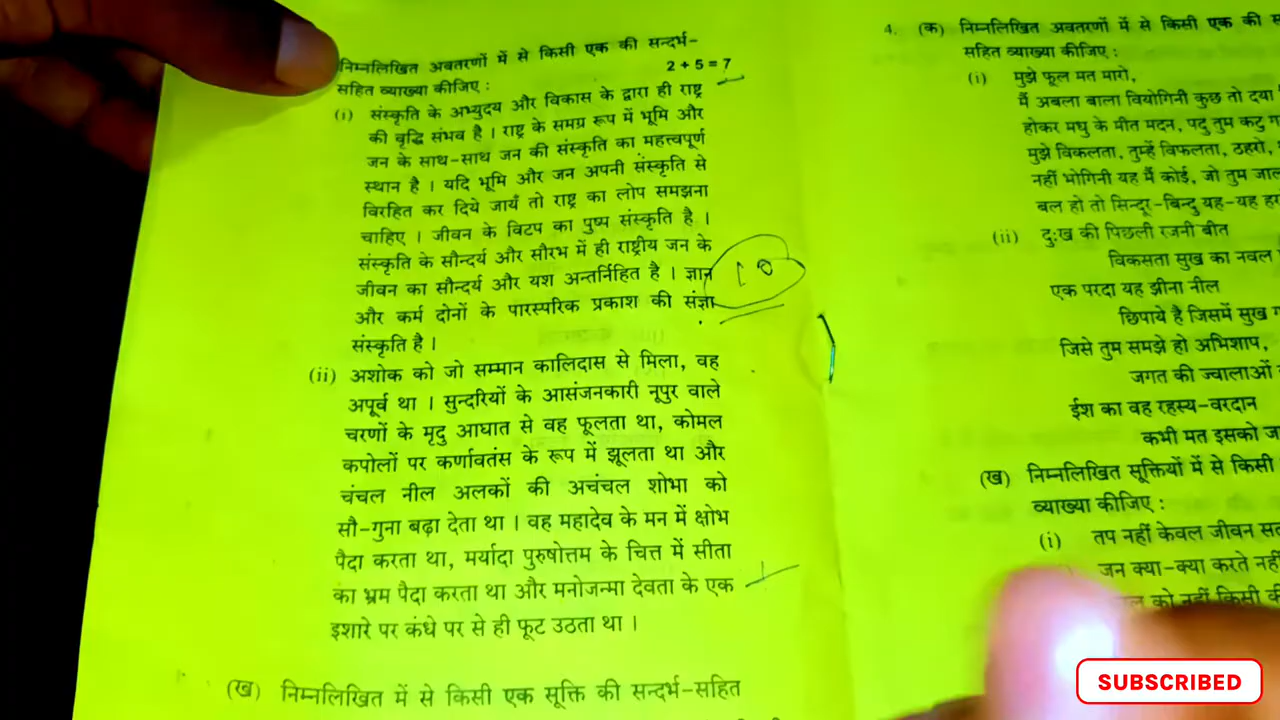 निम्नलिखित अवतरणों में से किसी एक की सन्दर्भ-
सहित व्याख्या कीजिए : 2 + 5 = 7
(i) संस्कृति के अभ्युदय और विकास के द्वारा ही राष्ट्र
की वृद्धि संभव है । राष्ट्र के समग्र रूप में भूमि और
जन के साथ-साथ जन की संस्कृति का महत्त्वपूर्ण
स्थान है । यदि भूमि और जन अपनी संस्कृति से
विरहित कर दिये जायँ तो राष्ट्र का लोप समझना
चाहिए । जीवन के विटप का पुष्प संस्कृति है ।
संस्कृति के सौन्दर्य और सौरभ में ही राष्ट्रीय जन के
जीवन का सौन्दर्य और यश अन्तर्निहित है । ज्ञान
और कर्म दोनों के पारस्परिक प्रकाश की संज्ञा
संस्कृति है ।
10
(ii) अशोक को जो सम्मान कालिदास से मिला, वह
अपूर्व था । सुन्दरियों के आसंजनकारी नूपुर वाले
चरणों के मृदु आघात से वह फूलता था, कोमल
कपोलों पर कर्णावतंस के रूप में झूलता था और
चंचल नील अलकों की अचंचल शोभा को
सौ-गुना बढ़ा देता था । वह महादेव के मन में क्षोभ
पैदा करता था, मर्यादा पुरुषोत्तम के चित्त में सीता
का भ्रम पैदा करता था और मनोजन्मा देवता के एक
इशारे पर कंधे पर से ही फूट उठता था ।
(ख) निम्नलिखित में से किसी एक सूक्ति की सन्दर्भ-सहित
4. (क) निम्नलिखित अवतरणों में से किसी एक की
सहित व्याख्या कीजिए :
(i) मुझे फूल मत मारो,
मैं अबला बाला वियोगिनी कुछ तो दया
होकर मधु के मीत मदन, पटु तुम कटु
मुझे विकलता, तुम्हें विफलता, ठहरो,
नहीं भोगिनी यह मैं कोई, जो तुम
बल हो तो सिन्दूर-बिन्दु यह-यह
(ii) दुःख की पिछली रजनी बीत
विकसता सुख का नवल
एक परदा यह झीना नील
छिपाये है जिसमें सुख
जिसे तुम समझे हो अभिशाप,
जगत की ज्वालाओं
ईश का वह रहस्य-वरदान
कभी मत इसको
(ख) निम्नलिखित सूक्तियों में से किसी
व्याख्या कीजिए :
(i) तप नहीं केवल जीवन
जन क्या-क्या करते नहीं
को नहीं किसी
SUBSCRIBED